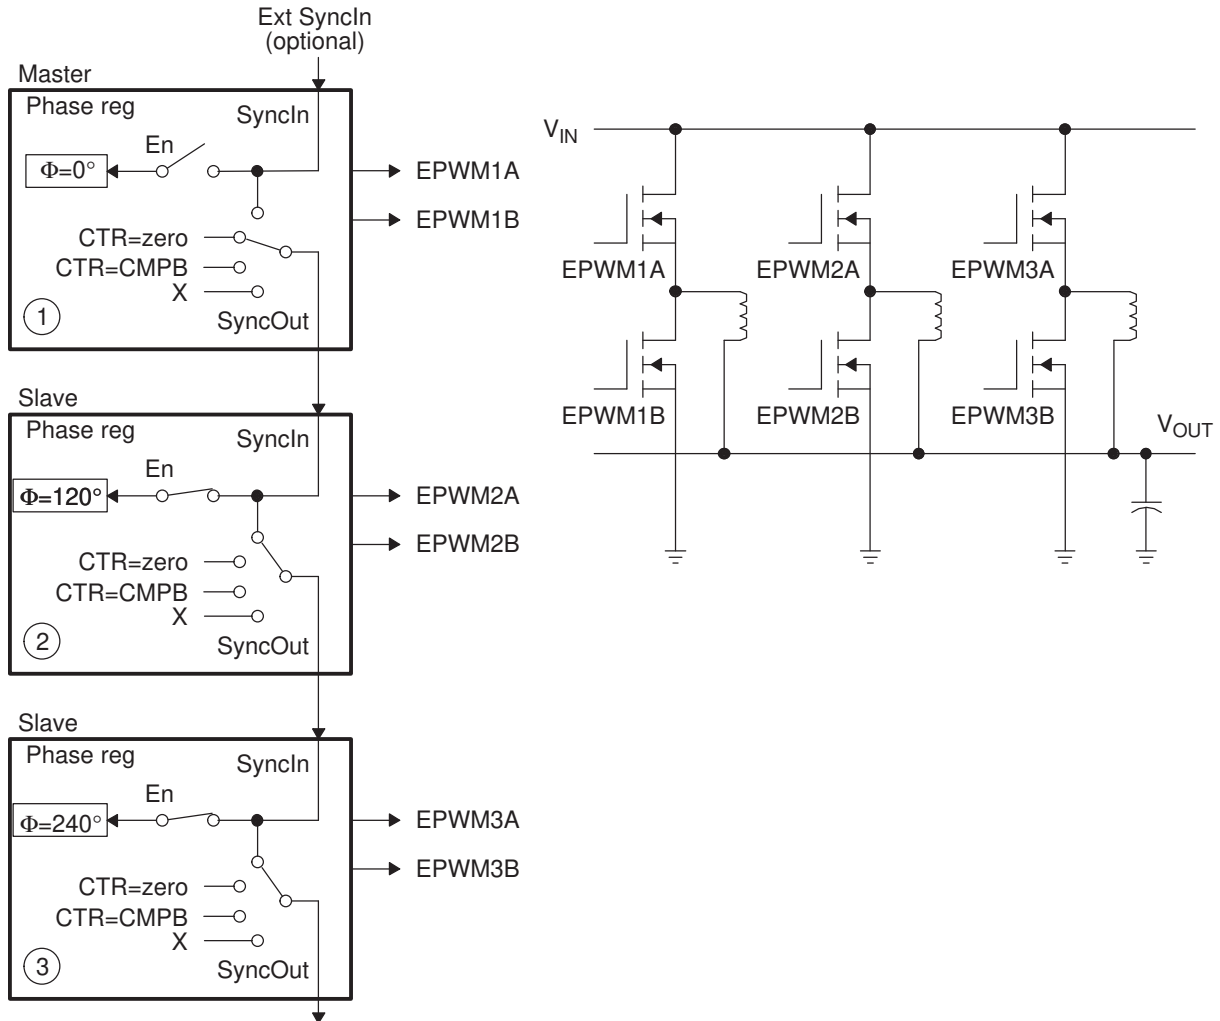 Ext SyncIn
(optional)
Master
Phase reg
SyncIn
En
Φ=0°
EPWM1A
EPWM1B
CTR=zero
CTR=CMPB
X
1
SyncOut
Slave
Phase reg
SyncIn
En
Φ=120°
EPWM2A
EPWM2B
CTR=zero
CTR=CMPB
X
2
SyncOut
Slave
Phase reg
SyncIn
En
Φ=240°
EPWM3A
EPWM3B
CTR=zero
CTR=CMPB
X
3
SyncOut
VIN
EPWM1A
EPWM2A
EPWM3A
EPWM1B
EPWM2B
EPWM3B
VOUT